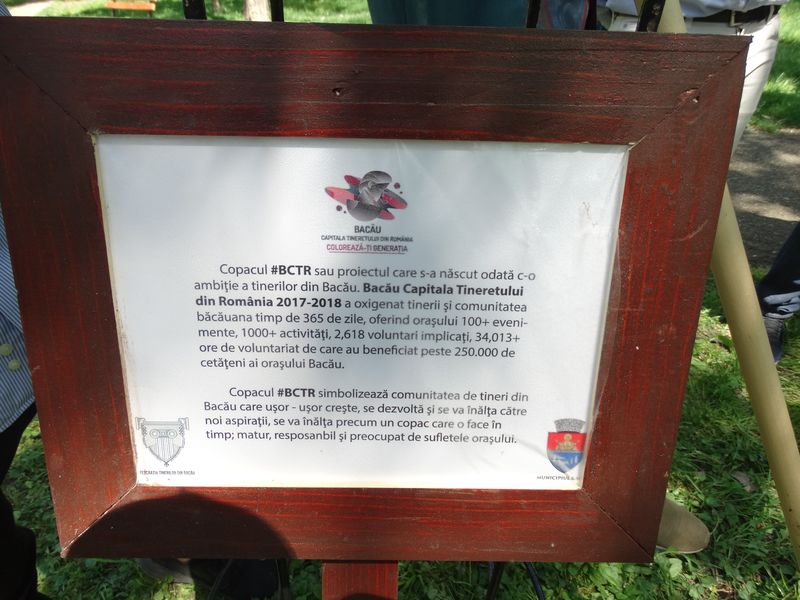 BACĂU
CAPITALA TINERETULUI DIN ROMÂNIA
COLOREAZĂ-ȚI GENERAȚIA
Copacul #BCTR sau proiectul care s-a născut odată c-o
ambiție a tinerilor din Bacău. Bacău Capitala Tineretului
din România 2017-2018 a oxigenat tinerii și comunitatea
băcăuana timp de 365 de zile, oferind orașului 100+ eveni-
mente, 1000+ activități, 2,618 voluntari implicați, 34,013+
ore de voluntariat de care au beneficiat peste 250.000 de
cetățeni ai orașului Bacău.
Copacul #BCTR simbolizează comunitatea de tineri din
Bacău care ușor - ușor crește, se dezvoltă și se va înălța către
noi aspirații, se va înălța precum un copac care o face în
timp; matur, resposanbil și preocupat de sufletele orașului.
FEDERAȚIA TINERILOR DIN BACĂU
MUNICIPIUL